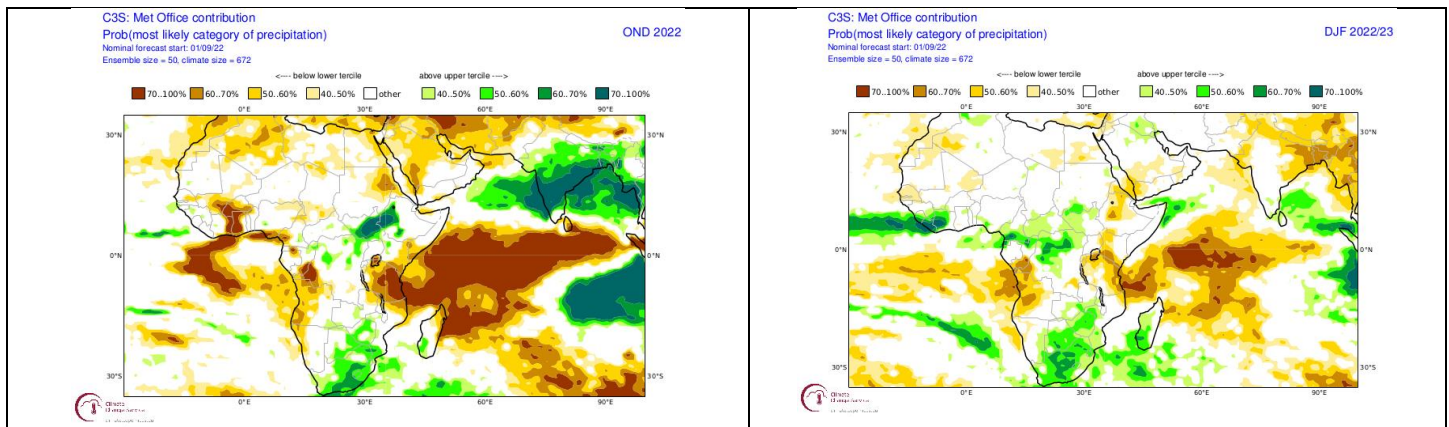 C3S: Met Office contribution
Prob(most likely category of precipitation)
OND 2022
Nominal forecast start: 01/09/22
Ensemble size = 50, climate size = 672
<---- below lower tercile above upper tercile ---->
70..100% 60..70% 50..60% 40..50% other 40..50% 50..60% 60..70% 70..100%
0°E 30°E 60°E 90°E
30°N 30°N
0°N 0°N
30°S 30°S
0°E 30°E 60°E 90°E
Climate
Change Service
C3S: Met Office contribution
Prob(most likely category of precipitation)
DJF 2022/23
Nominal forecast start: 01/09/22
Ensemble size = 50, climate size = 672
<---- below lower tercile above upper tercile ---->
70..100% 60..70% 50..60% 40..50% other 40..50% 50..60% 60..70% 70..100%
0°E 30°E 60°E 90°E
30°N 30°N
0°N 0°N
30°S 30°S
0°E 30°E 60°E 90°E
Climate
Change Service